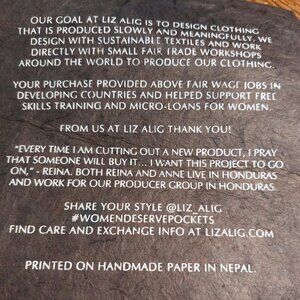 OUR GOAL AT LIZ ALIG IS TO DESIGN CLOTHING
THAT IS PRODUCED SLOWLY AND MEANINGFULLY. WE
DESIGN WITH SUSTAINABLE TEXTILES AND WORK
DIRECTLY WITH SMALL FAIR TRADE WORKSHOPS
AROUND THE WORLD TO PRODUCE OUR CLOTHING.
YOUR PURCHASE PROVIDED ABOVE FAIR WAGE JOBS IN
DEVELOPING COUNTRIES AND HELPED SUPPORT FREE
SKILLS TRAINING AND MICRO-LOANS FOR WOMEN.
FROM US AT LIZ ALIG THANK YOU!
"EVERY TIME I AM CUTTING OUT A NEW PRODUCT, I PRAY
THAT SOMEONE WILL BUY IT... I WANT THIS PROJECT TO GO
ON," - REINA. BOTH REINA AND ANNE LIVE IN HONDURAS
AND WORK FOR OUR PRODUCER GROUP IN HONDURAS.
SHARE YOUR STYLE @LIZ_ALIG
#WOMENDESERVEPOCKETS
FIND CARE AND EXCHANGE INFO AT LIZALIG.COM
PRINTED ON HANDMADE PAPER IN NEPAL.